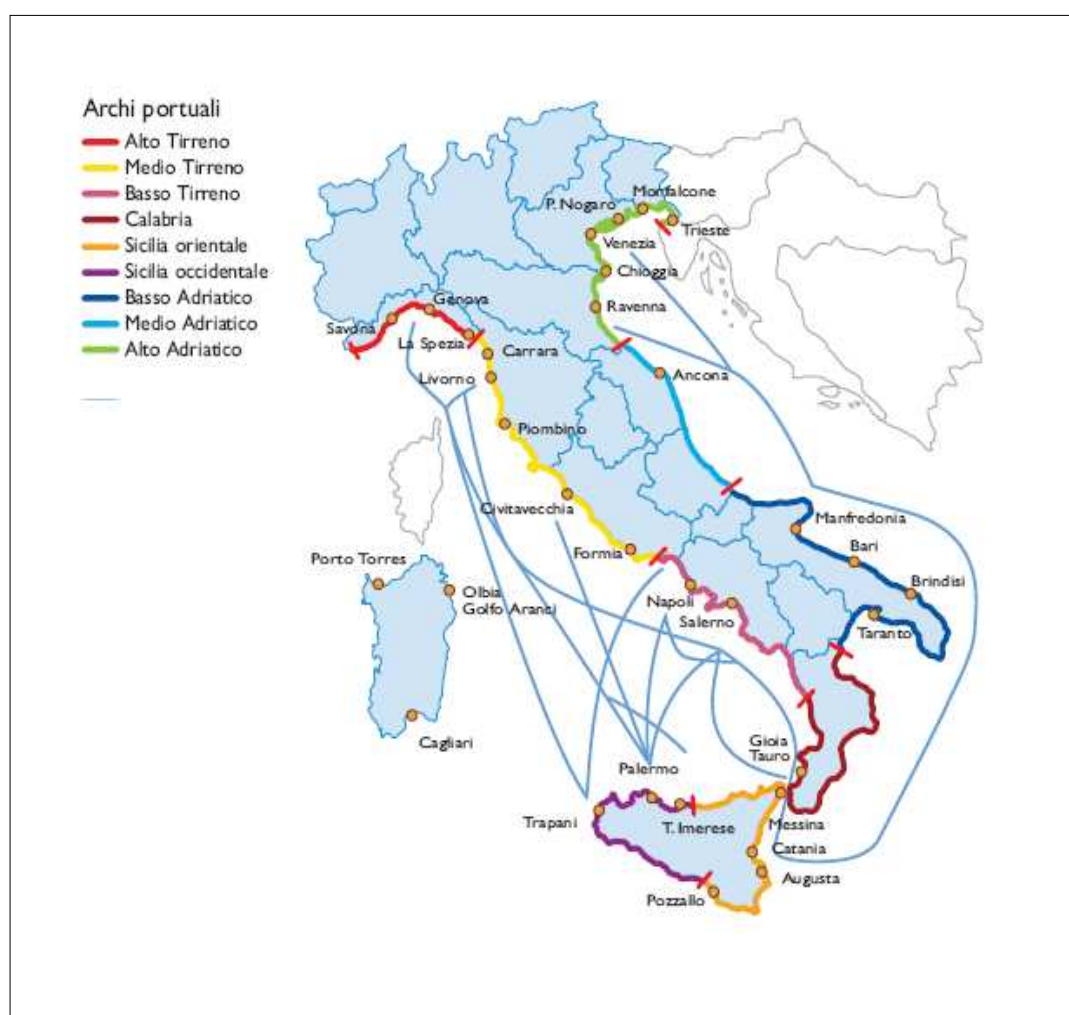 Archi portuali
Alto Tirreno
Medio Tirreno
Basso Tirreno
Calabria
Sicilia orientale
Sicilia occidentale
Basso Adriatico
Medio Adriatico
Alto Adriatico
Monfalcone
P. Nogaro
Trieste
Venezia
Chioggia
Genova
Ravenna
Savona
La Spezia
Carrara
Livorno
Ancona
Piombino
Civitavecchia
Manfredonia
Formia
Bari
Porto Torres
Brindisi
Olbia
Golfo Aranci
Napoli
Salerno
Taranto
Cagliari
Gioia
Tauro
Palermo
Trapani
T. Imerese
Messina
Catania
Augusta
Pozzallo